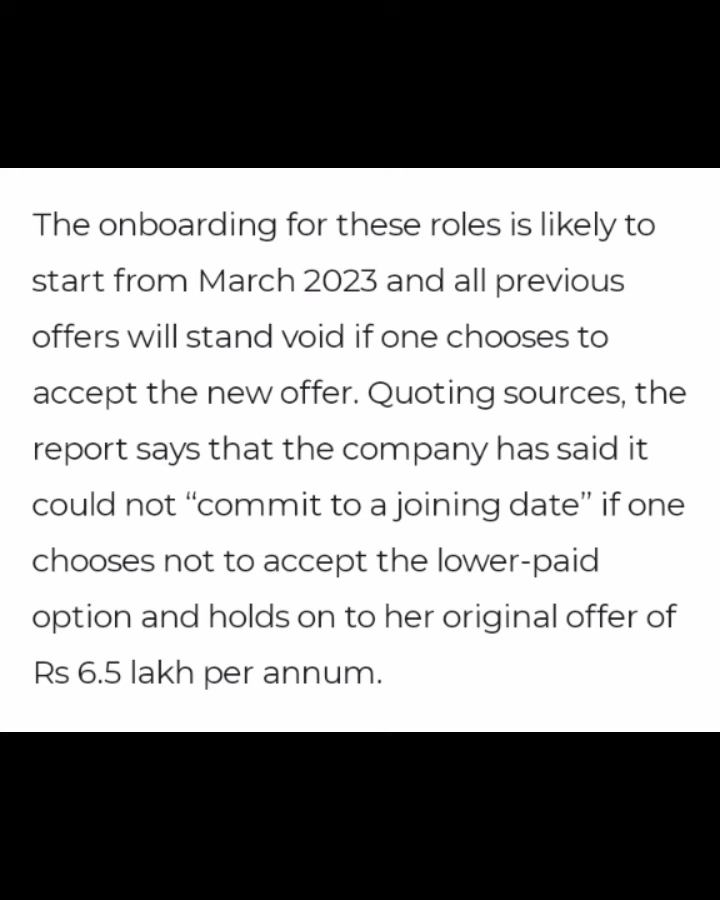 The onboarding for these roles is likely to
start from March 2023 and all previous
offers will stand void if one chooses to
accept the new offer. Quoting sources, the
report says that the company has said it
could not “commit to a joining date” if one
chooses not to accept the lower-paid
option and holds on to her original offer of
Rs 6.5 lakh per annum.